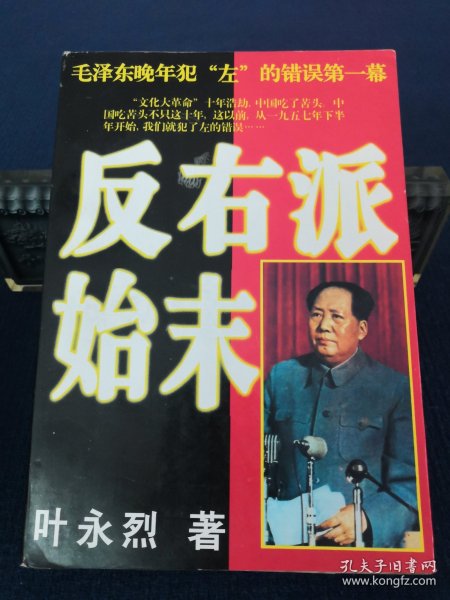 毛泽东晚年犯“左”的错误第一幕
“文化大革命”十年浩劫,中国吃了苦头。中
国吃苦头不只这十年,这以前,从一九五七年下半
年开始,我们就犯了左的错误……
反右派
始末
叶永烈 著
孔夫子旧书网
www.kongfz.com